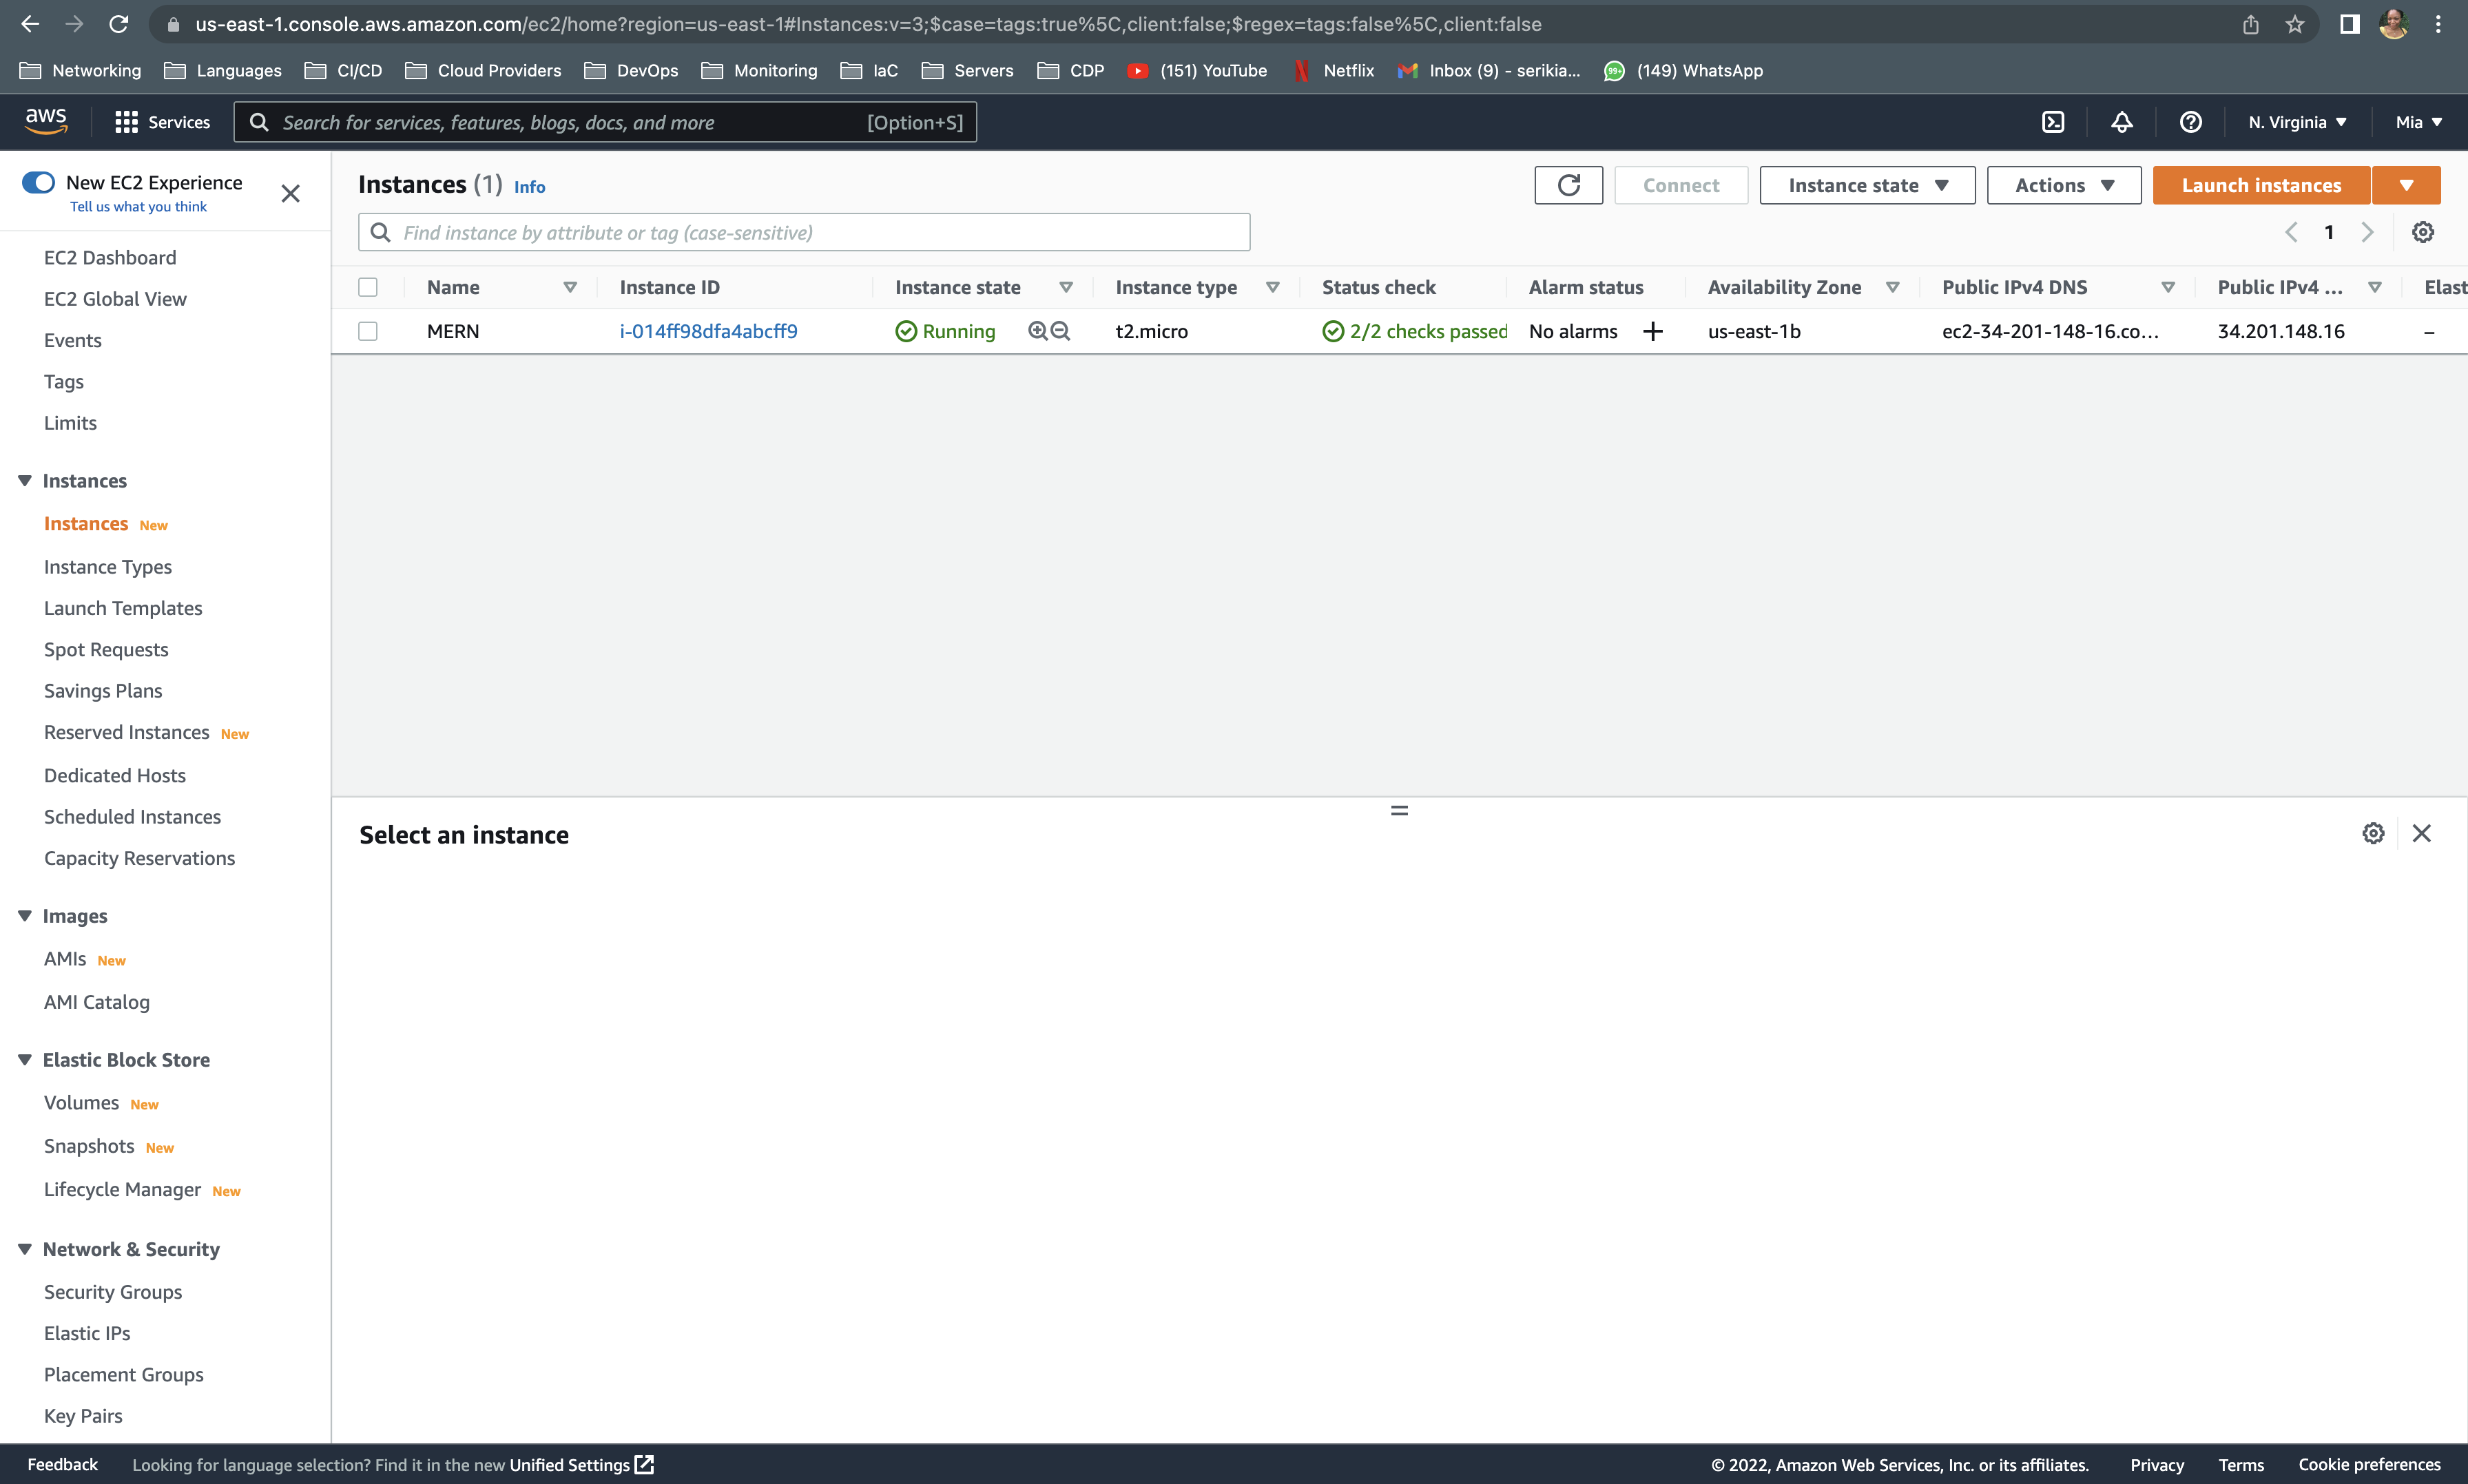 us-east-1.console.aws.amazon.com/ec2/home?region=us-east-1#Instances:v=3;$case=tags:true%5C,client:false;$regex=tags:false%5C,client:false
Networking Languages CI/CD Cloud Providers DevOps Monitoring IaC Servers CDP (151) YouTube Netflix Inbox (9) - serikia... 99+ (149) WhatsApp
aws Services Search for services, features, blogs, docs, and more [Option+S] N. Virginia Mia
New EC2 Experience
Tell us what you think
EC2 Dashboard
EC2 Global View
Events
Tags
Limits
Instances
Instances New
Instance Types
Launch Templates
Spot Requests
Savings Plans
Reserved Instances New
Dedicated Hosts
Scheduled Instances
Capacity Reservations
Images
AMIs New
AMI Catalog
Elastic Block Store
Volumes New
Snapshots New
Lifecycle Manager New
Network & Security
Security Groups
Elastic IPs
Placement Groups
Key Pairs
Instances (1) Info Connect Instance state Actions Launch instances
Find instance by attribute or tag (case-sensitive) 1
Name Instance ID Instance state Instance type Status check Alarm status Availability Zone Public IPv4 DNS Public IPv4 ... Elast
MERN i-014ff98dfa4abcff9 Running t2.micro 2/2 checks passed No alarms + us-east-1b ec2-34-201-148-16.co... 34.201.148.16 –
Select an instance
Feedback Looking for language selection? Find it in the new Unified Settings © 2022, Amazon Web Services, Inc. or its affiliates. Privacy Terms Cookie preferences